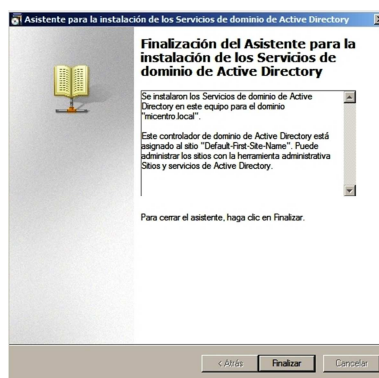 Asistente para la instalación de los Servicios de dominio de Active Directory
Finalización del Asistente para la
instalación de los Servicios de
dominio de Active Directory
Se instalaron los Servicios de dominio de Active
Directory en este equipo para el dominio
"micentro.local".
Este controlador de dominio de Active Directory está
asignado al sitio "Default-First-Site-Name". Puede
administrar los sitios con la herramienta administrativa
Sitios y servicios de Active Directory.
Para cerrar el asistente, haga clic en Finalizar.
< Atrás Finalizar Cancelar